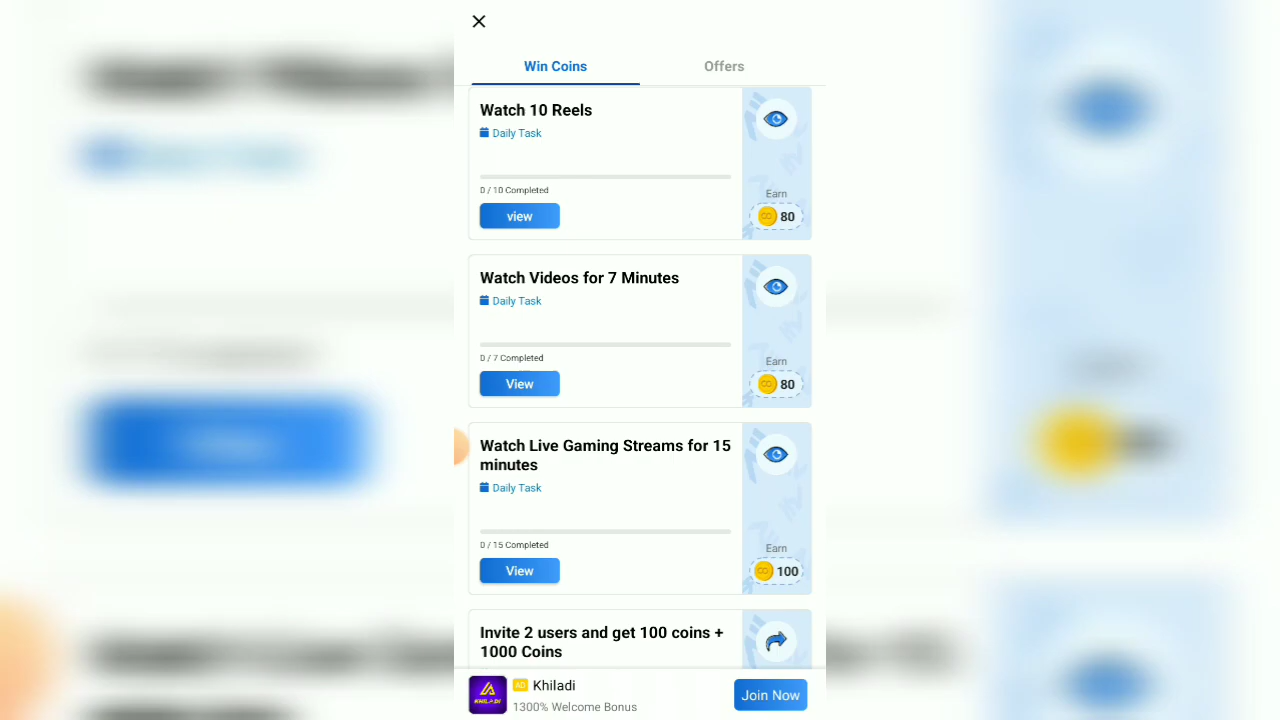 Win Coins
Offers
Watch 10 Reels
Daily Task
0 / 10 Completed
view
Earn
80
Watch Videos for 7 Minutes
Daily Task
0 / 7 Completed
View
Earn
80
Watch Live Gaming Streams for 15
minutes
Daily Task
0 / 15 Completed
View
Earn
100
Invite 2 users and get 100 coins +
1000 Coins
KHILADI
AD Khiladi
1300% Welcome Bonus
Join Now